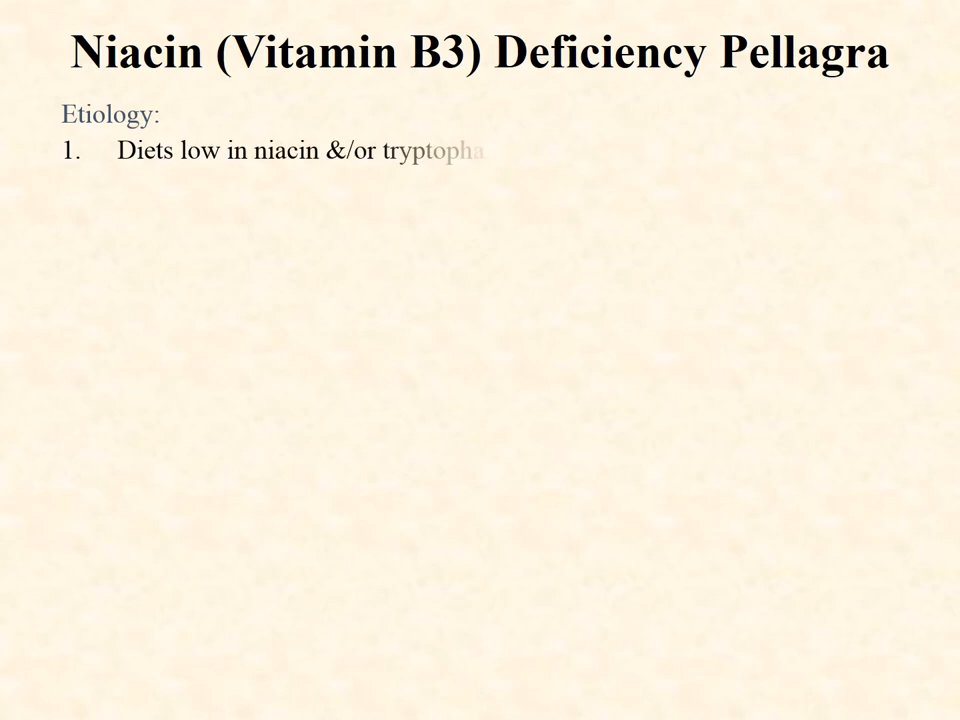 Niacin (Vitamin B3) Deficiency Pellagra
Etiology:
1. Diets low in niacin &/or tryptopha